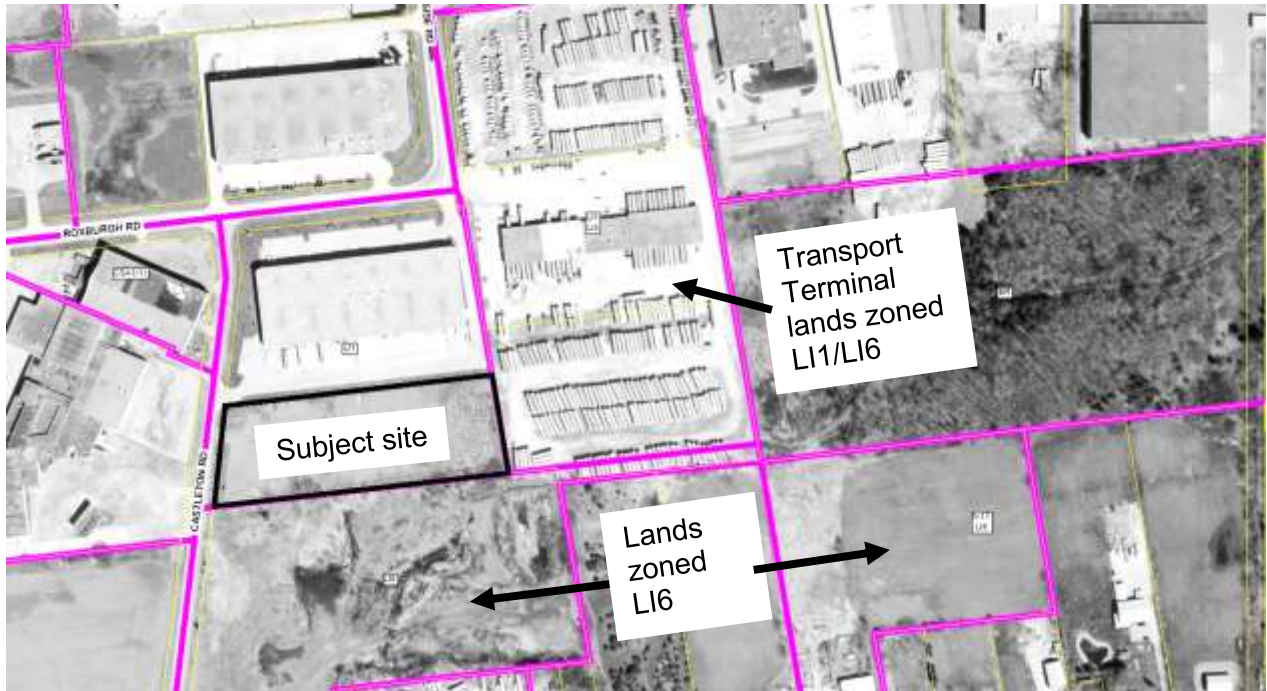 ROXBURGH RD
Transport
Terminal
lands zoned
LI1/LI6
Subject site
CASTLETON RD
Lands
zoned
LI6